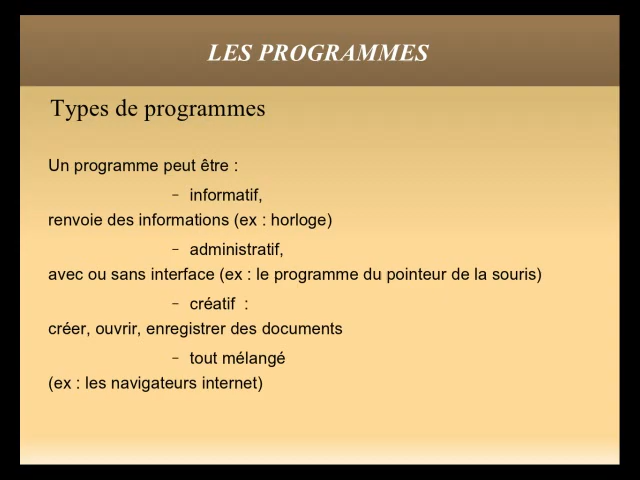 LES PROGRAMMES
Types de programmes
Un programme peut être :
– informatif,
renvoie des informations (ex : horloge)
– administratif,
avec ou sans interface (ex : le programme du pointeur de la souris)
– créatif  :
créer, ouvrir, enregistrer des documents
– tout mélangé
(ex : les navigateurs internet)